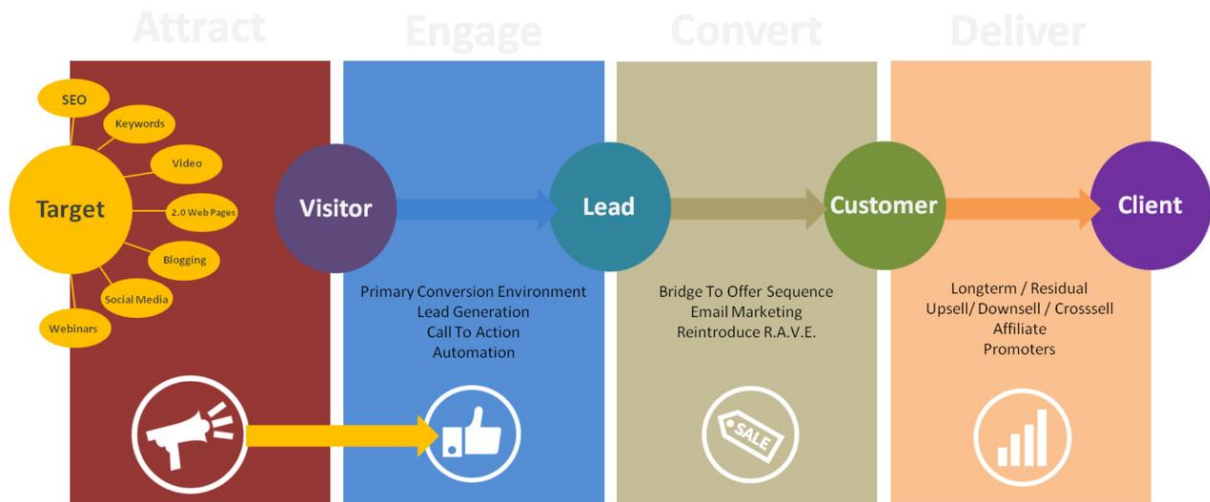 Attract
Engage
Convert
Deliver
SEO
Keywords
Video
2.0 Web Pages
Blogging
Social Media
Webinars
Target
Visitor
Lead
Customer
Client
Primary Conversion Environment
Lead Generation
Call To Action
Automation
Bridge To Offer Sequence
Email Marketing
Reintroduce R.A.V.E.
Longterm / Residual
Upsell/ Downsell / Crosssell
Affiliate
Promoters
SALE